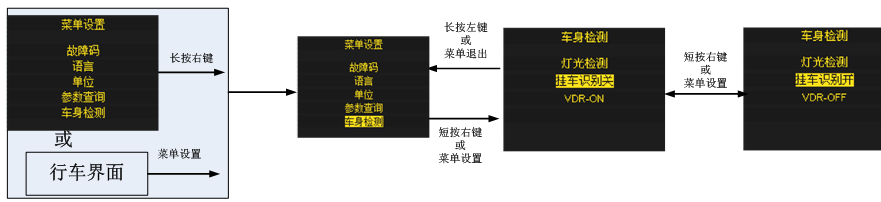 菜单设置
故障码
语言
单位
参数查询
车身检测
长按右键
或
行车界面
菜单设置
菜单设置
故障码
语言
单位
参数查询
车身检测
长按左键
或
菜单退出
短按右键
或
菜单设置
车身检测
灯光检测
挂车识别关
VDR-ON
短按右键
或
菜单设置
车身检测
灯光检测
挂车识别开
VDR-OFF